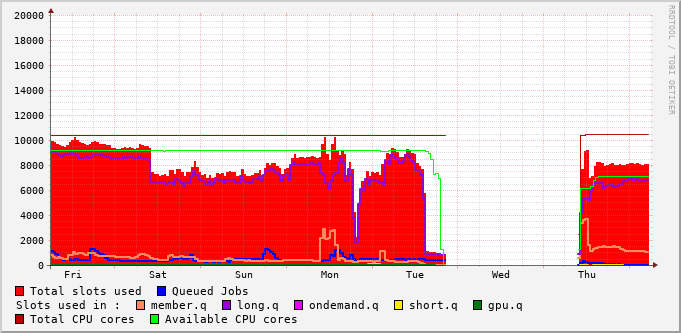 20000
18000
16000
14000
12000
10000
8000
6000
4000
2000
0
Fri Sat Sun Mon Tue Wed Thu
Total slots used Queued Jobs
Slots used in : member.q long.q ondemand.q short.q gpu.q
Total CPU cores Available CPU cores
RRDTOOL / TOBI OETIKER